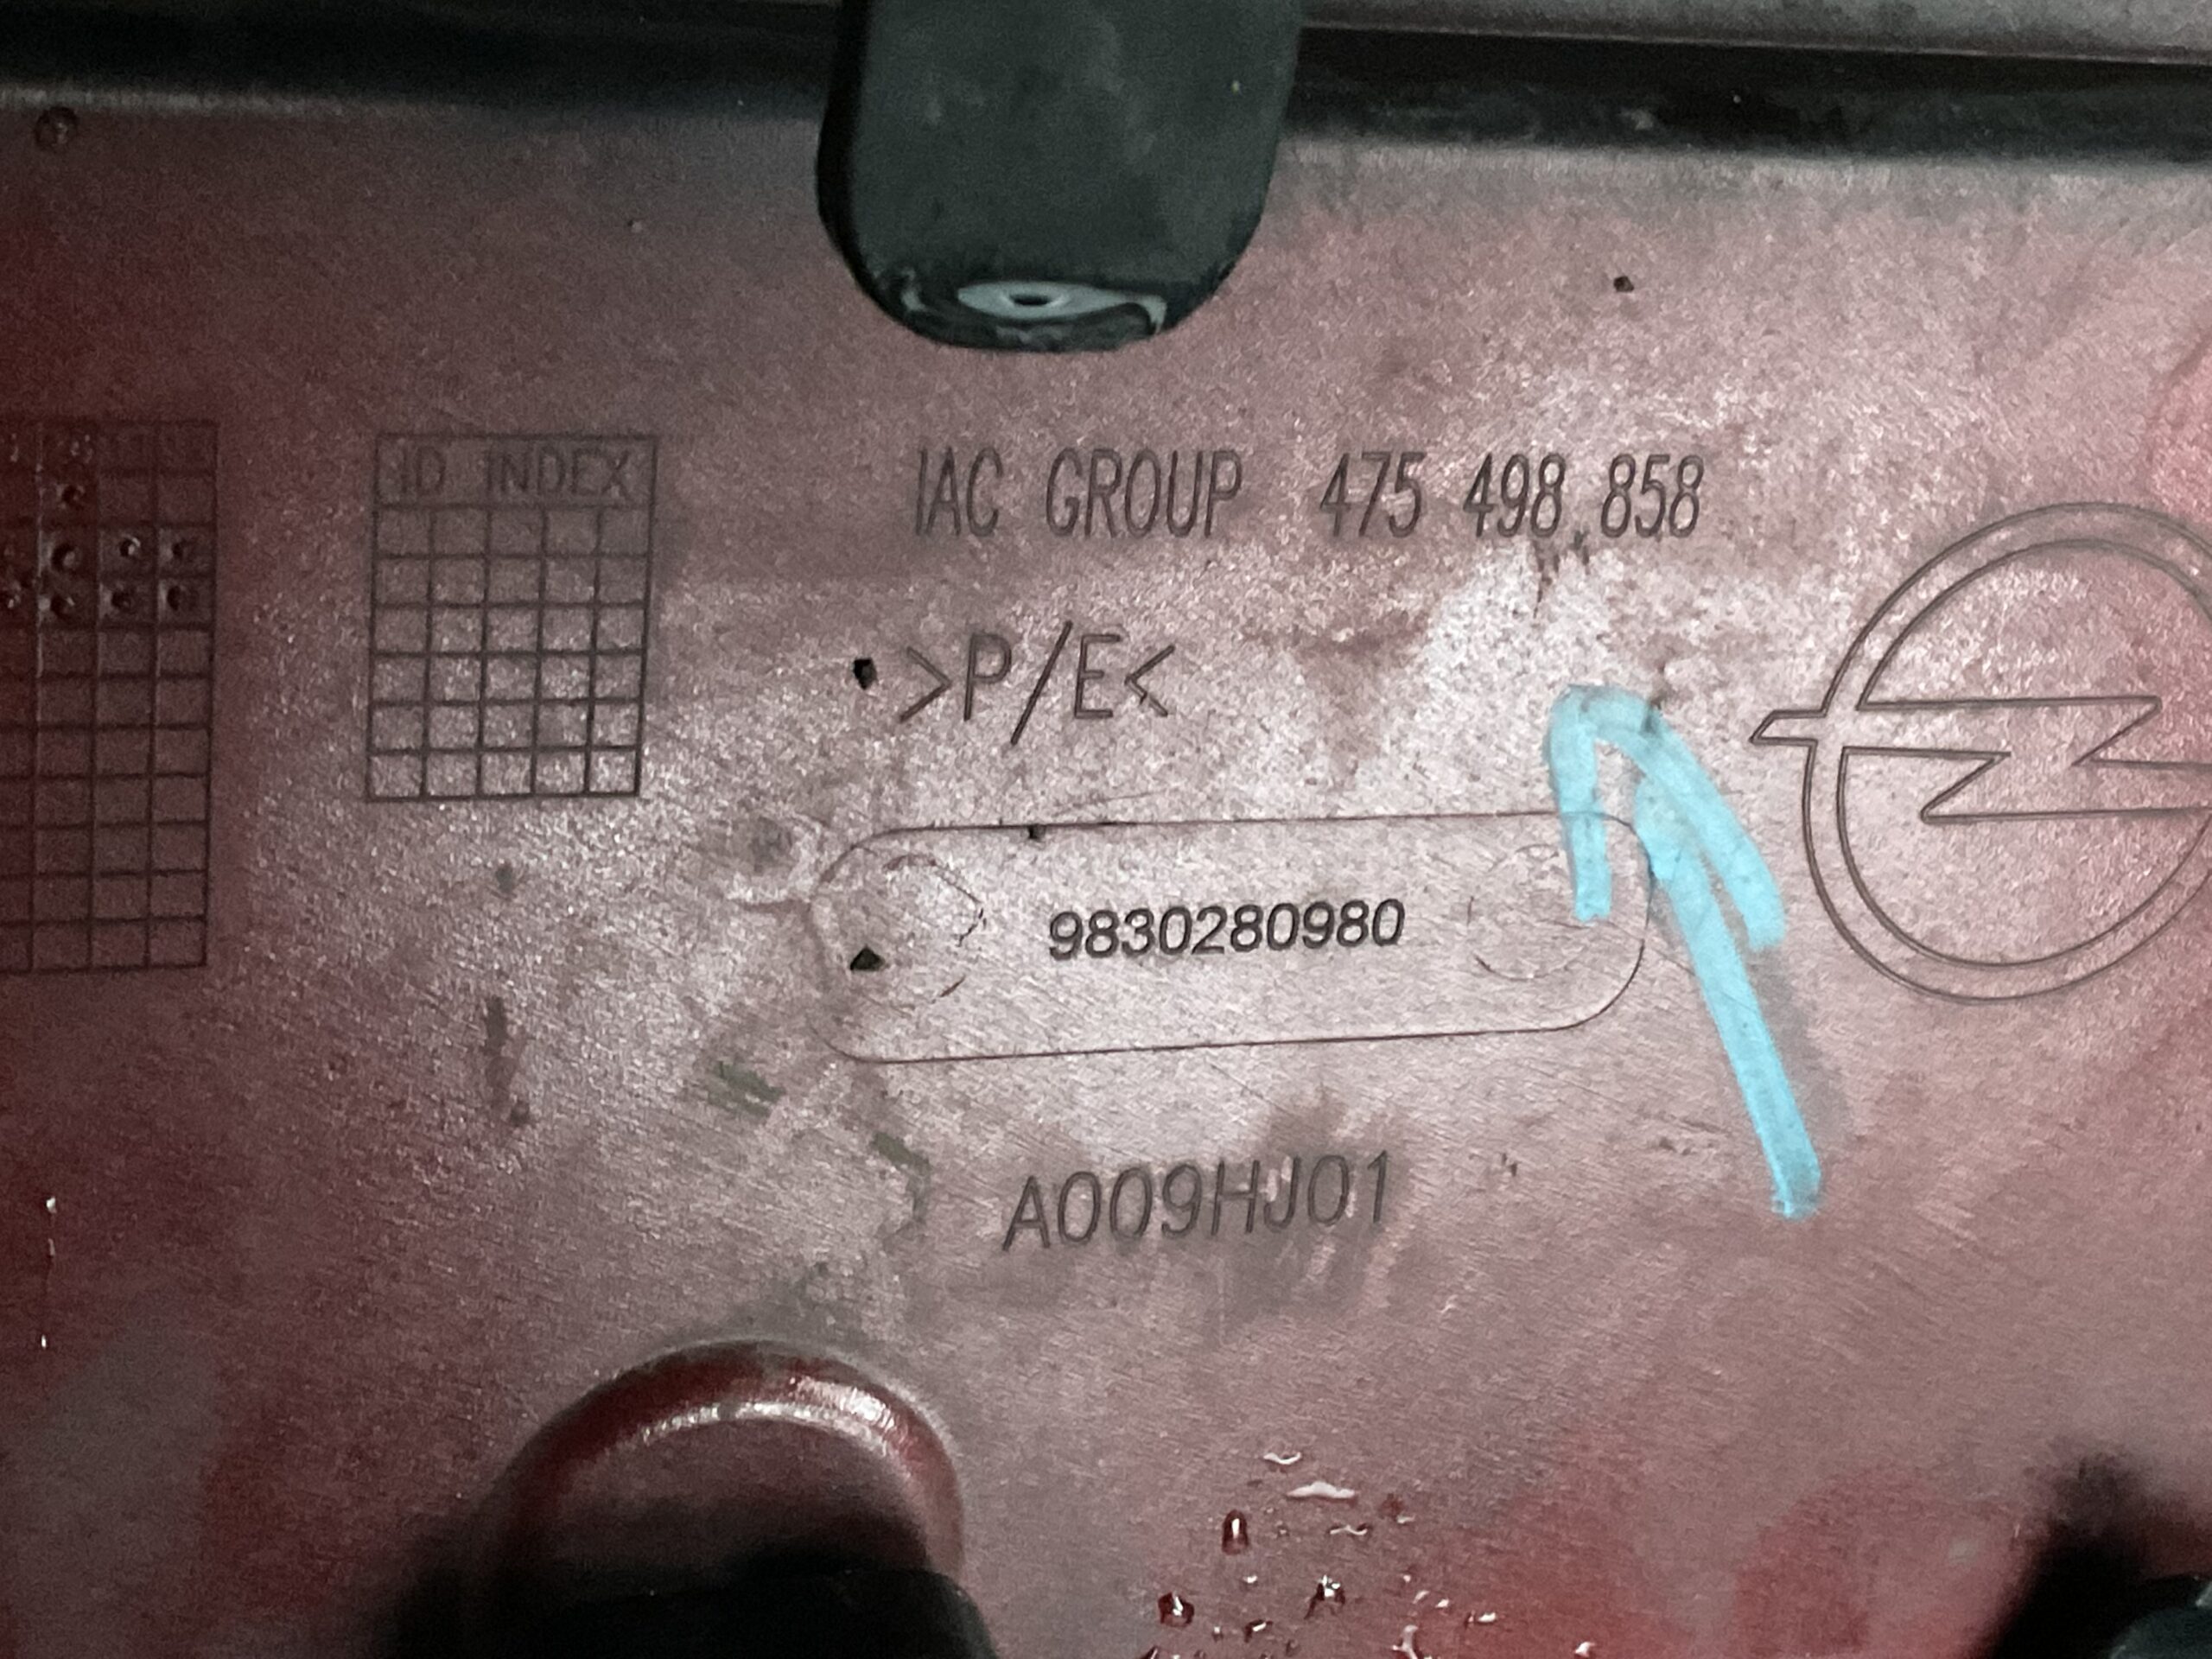 ID INDEX
IAC GROUP 475 498 858
>P/E<
9830280980
A009HJ01